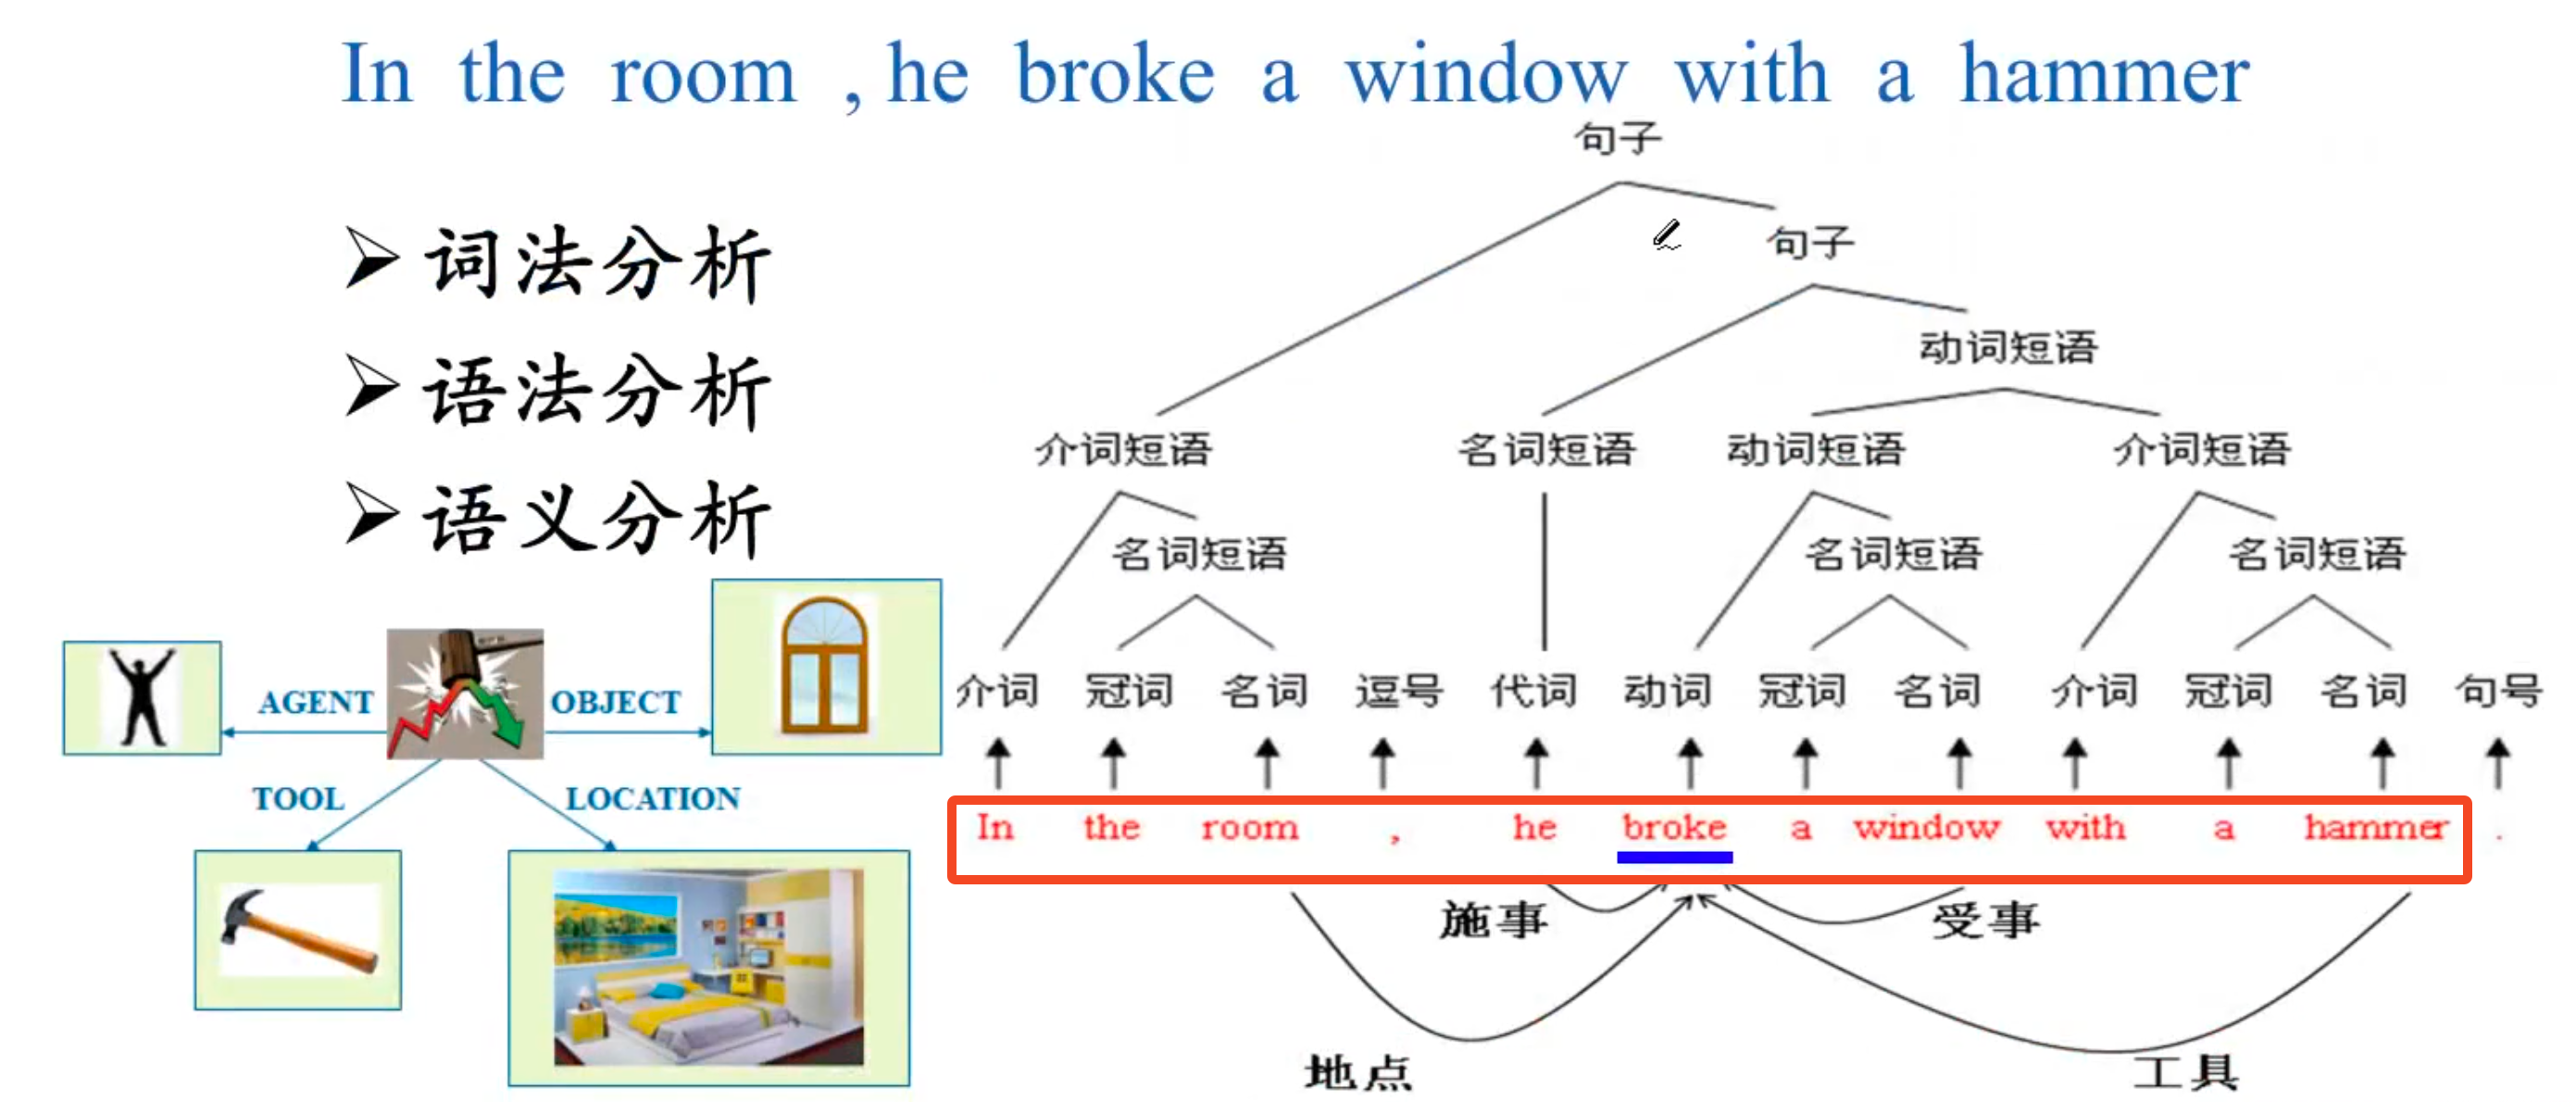 In the room , he broke a window with a hammer
句子
词法分析
句子
动词短语
语法分析
介词短语 名词短语 动词短语 介词短语
语义分析
名词短语 名词短语 名词短语
AGENT OBJECT
TOOL LOCATION
介词 冠词 名词 逗号 代词 动词 冠词 名词 介词 冠词 名词 句号
In the room , he broke a window with a hammer .
施事 受事
地点 工具